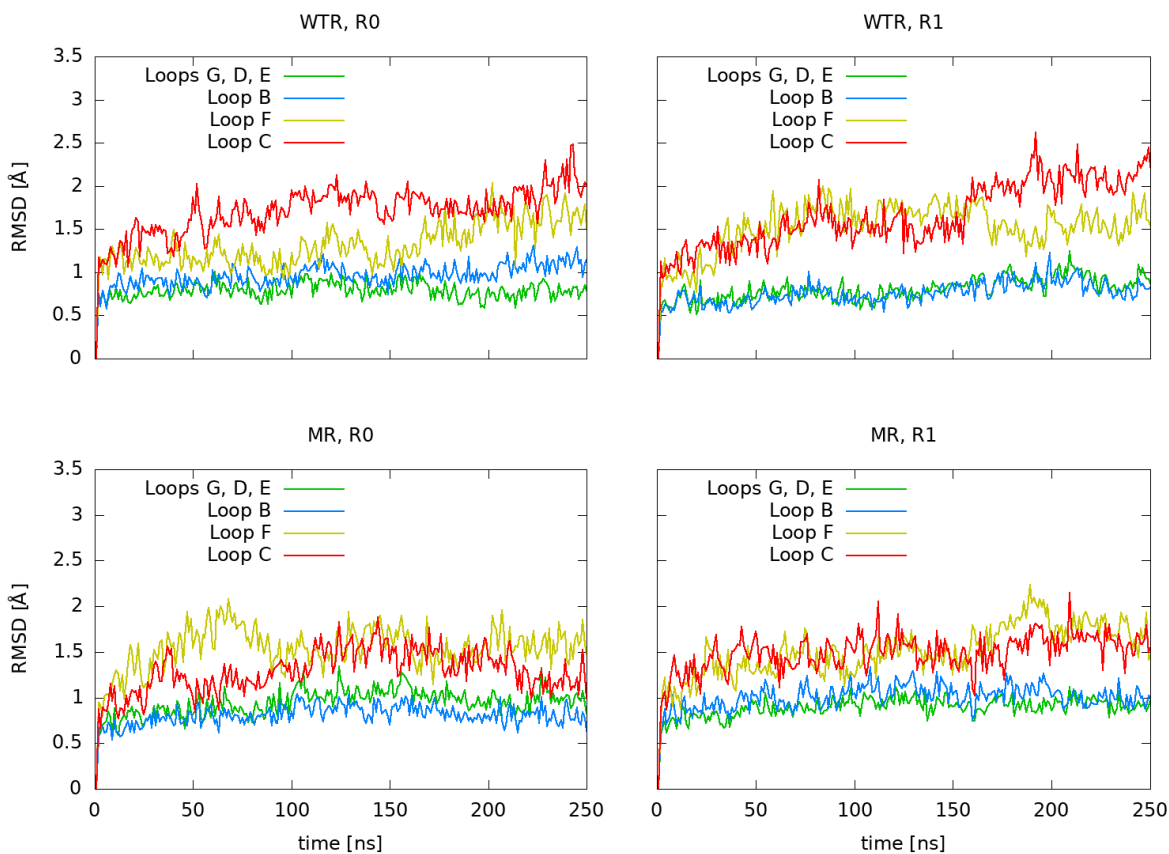 WTR, R0
WTR, R1
3.5
3
2.5
2
1.5
1
0.5
0
RMSD [Å]
Loops G, D, E
Loop B
Loop F
Loop C
Loops G, D, E
Loop B
Loop F
Loop C
MR, R0
MR, R1
3.5
3
2.5
2
1.5
1
0.5
0
RMSD [Å]
Loops G, D, E
Loop B
Loop F
Loop C
Loops G, D, E
Loop B
Loop F
Loop C
0 50 100 150 200 250
0 50 100 150 200 250
time [ns]
time [ns]